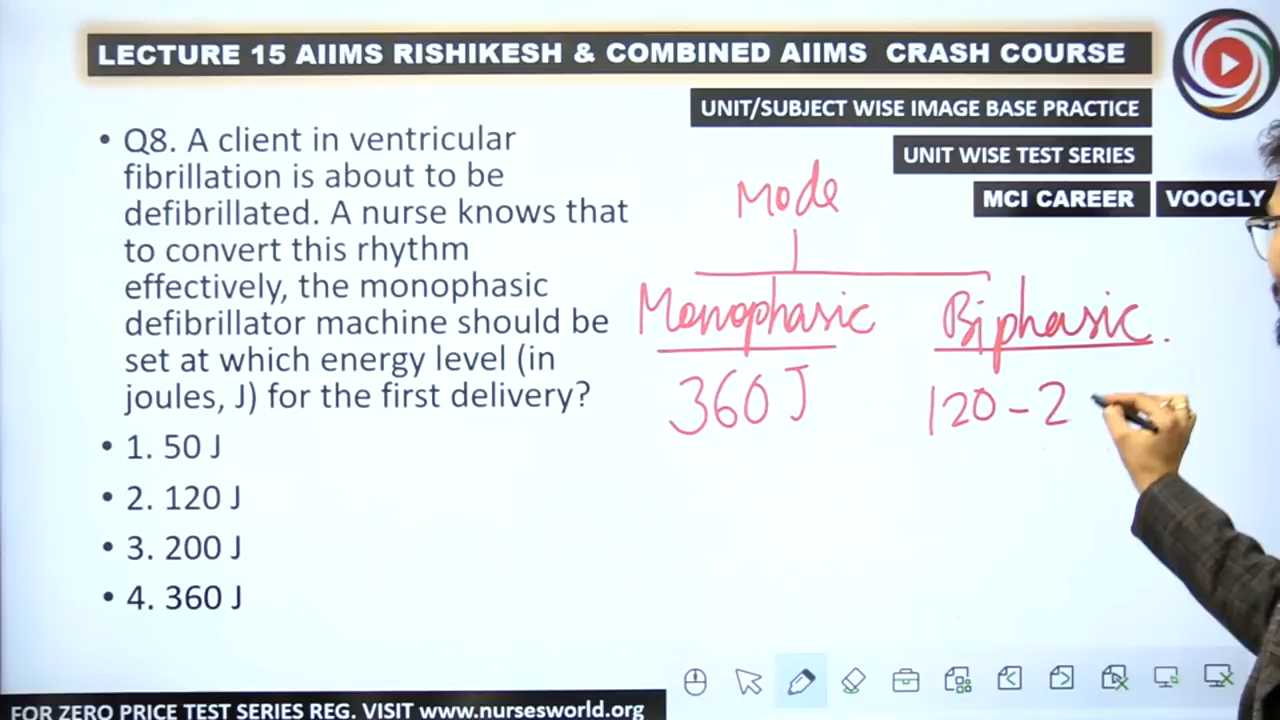 LECTURE 15 AIIMS RISHIKESH & COMBINED AIIMS CRASH COURSE
UNIT/SUBJECT WISE IMAGE BASE PRACTICE
UNIT WISE TEST SERIES
MCI CAREER VOOGLY
• Q8. A client in ventricular
fibrillation is about to be
defibrillated. A nurse knows that
to convert this rhythm
effectively, the monophasic
defibrillator machine should be
set at which energy level (in
joules, J) for the first delivery?
• 1. 50 J
• 2. 120 J
• 3. 200 J
• 4. 360 J
Mode
Monophasic
360 J
Biphasic.
120-2
FOR ZERO PRICE TEST SERIES REG. VISIT www.nursesworld.org